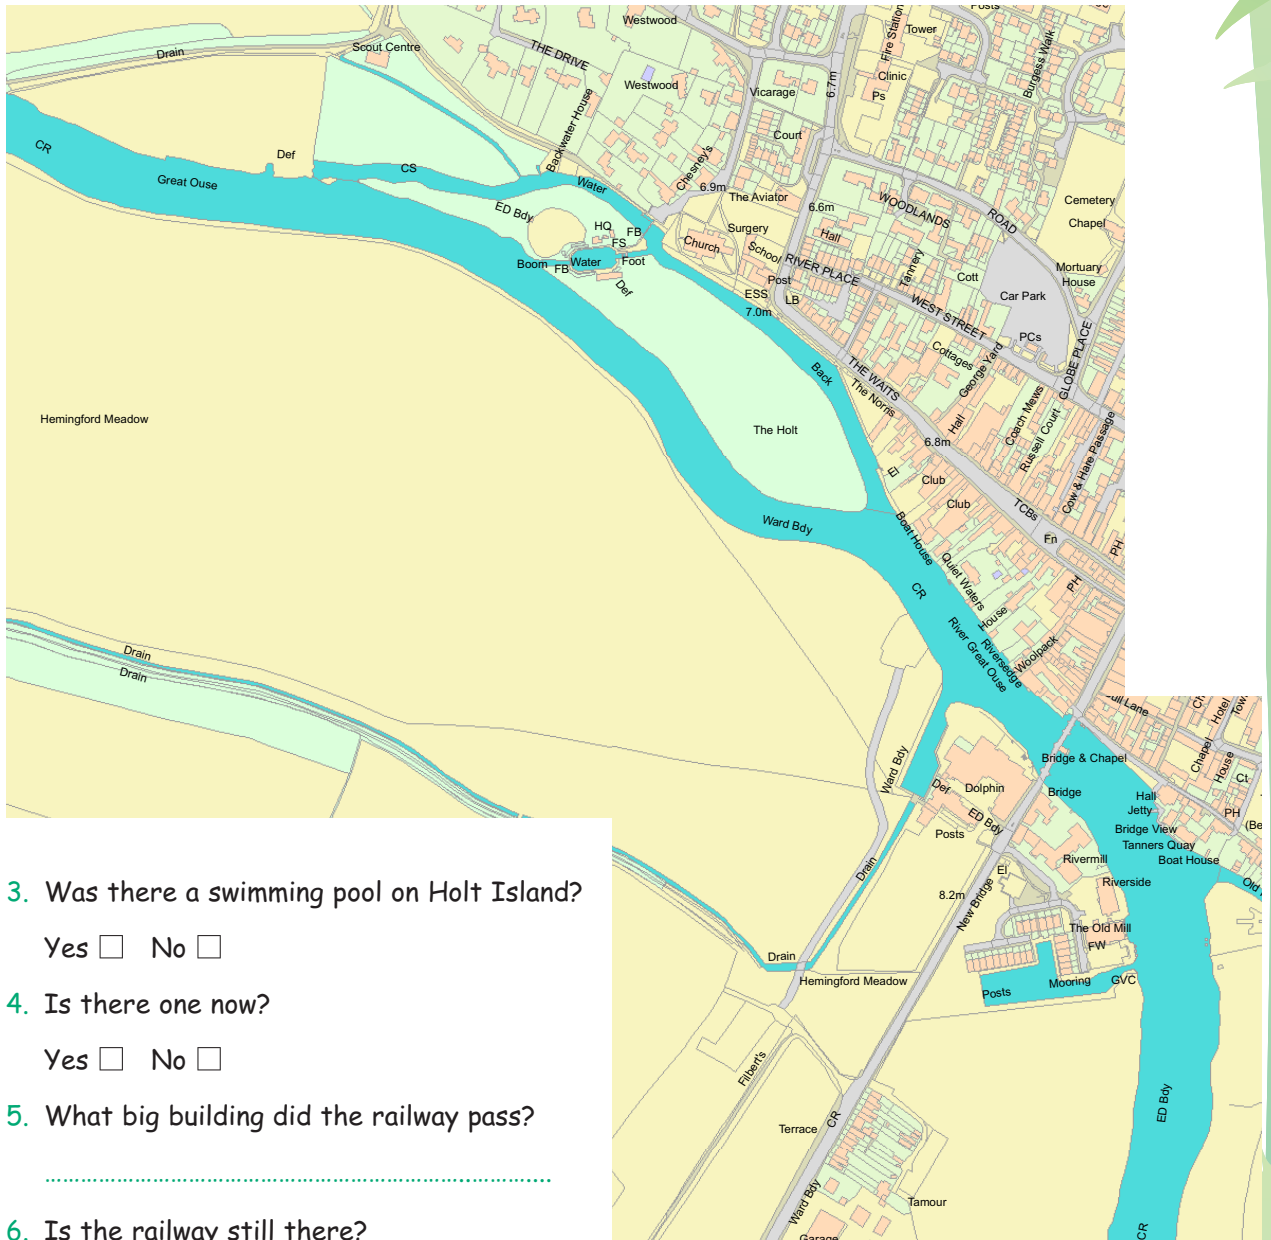 Westwood
THE DRIVE
Westwood
Scout Centre
Drain
Backwater House
Vicarage
Court
Chesney's
6.7m
Fire Station
Tower
Clinic
Ps
Posts
Burgess Walk
Cemetery
Chapel
Mortuary
House
CR
Great Ouse
Def
CS
Water
ED Bdy
HQ
FB
FS
Boom
FB
Water
Foot
Def
6.9m
The Aviator
6.6m
WOODLANDS
ROAD
Surgery
Church
School
Hall
RIVER PLACE
Post
ESS
LB
7.0m
Tannery
Cott
Car Park
PCs
WEST STREET
GLOBE PLACE
Cottages
George Yard
Back
THE WAITS
The Norris
Hall
Coach Mews
Russell Court
Cow & Hare Passage
6.8m
Hemingford Meadow
The Holt
El
Club
Club
TCBs
Fn
PH
PH
Ward Bdy
Boat House
CR
Quiet Waters
House
River Great Ouse
Riversedge
Woolpack
Drain
Drain
Hotel
Chapel
House
Ct
PH
Ward Bdy
Bridge & Chapel
Bridge
Dolphin
Def
ED Bdy
Posts
Hall
Jetty
Bridge View
Tanners Quay
Boat House
Rivermill
Riverside
El
8.2m
New Bridge
Drain
Drain
The Old Mill
FW
Mooring
GVC
Posts
Hemingford Meadow
Filbert's
Terrace
CR
Ward Bdy
Tamour
Garage
ED Bdy
CR
3. Was there a swimming pool on Holt Island?
Yes □ No □
4. Is there one now?
Yes □ No □
5. What big building did the railway pass?
6. Is the railway still there?